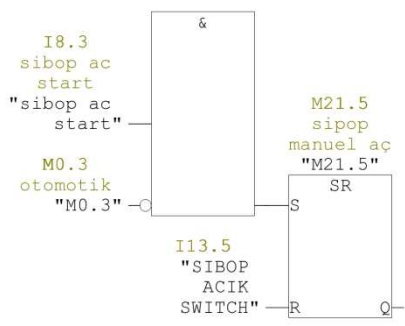 &
I8.3
sibop ac
start
"sibop ac
start"
M0.3
otomotik
"M0.3"
M21.5
sipop
manuel aç
"M21.5"
SR
S
I13.5
"SIBOP
ACIK
SWITCH"
R
Q